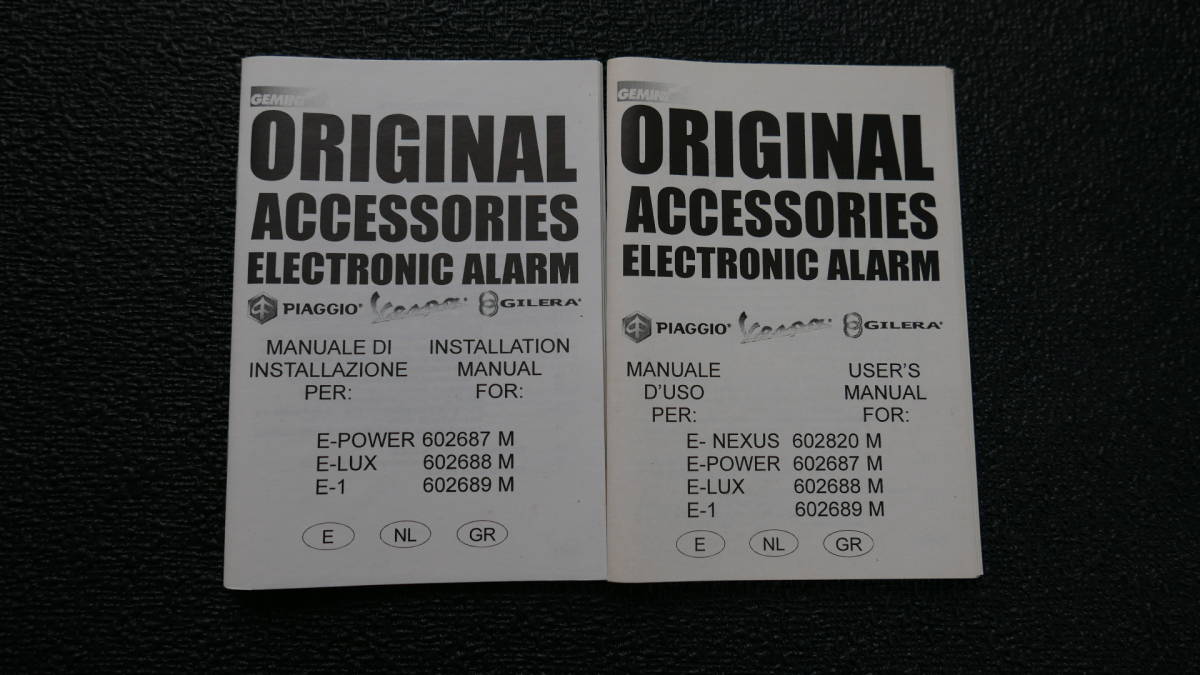 GEMINI
ORIGINAL
ACCESSORIES
ELECTRONIC ALARM
PIAGGIO® Vespa® GILERA®
MANUALE DI
INSTALLAZIONE
PER:
INSTALLATION
MANUAL
FOR:
E-POWER 602687 M
E-LUX 602688 M
E-1 602689 M
E NL GR
GEMINI
ORIGINAL
ACCESSORIES
ELECTRONIC ALARM
PIAGGIO® Vespa® GILERA®
MANUALE
D'USO
PER:
USER'S
MANUAL
FOR:
E- NEXUS 602820 M
E-POWER 602687 M
E-LUX 602688 M
E-1 602689 M
E NL GR